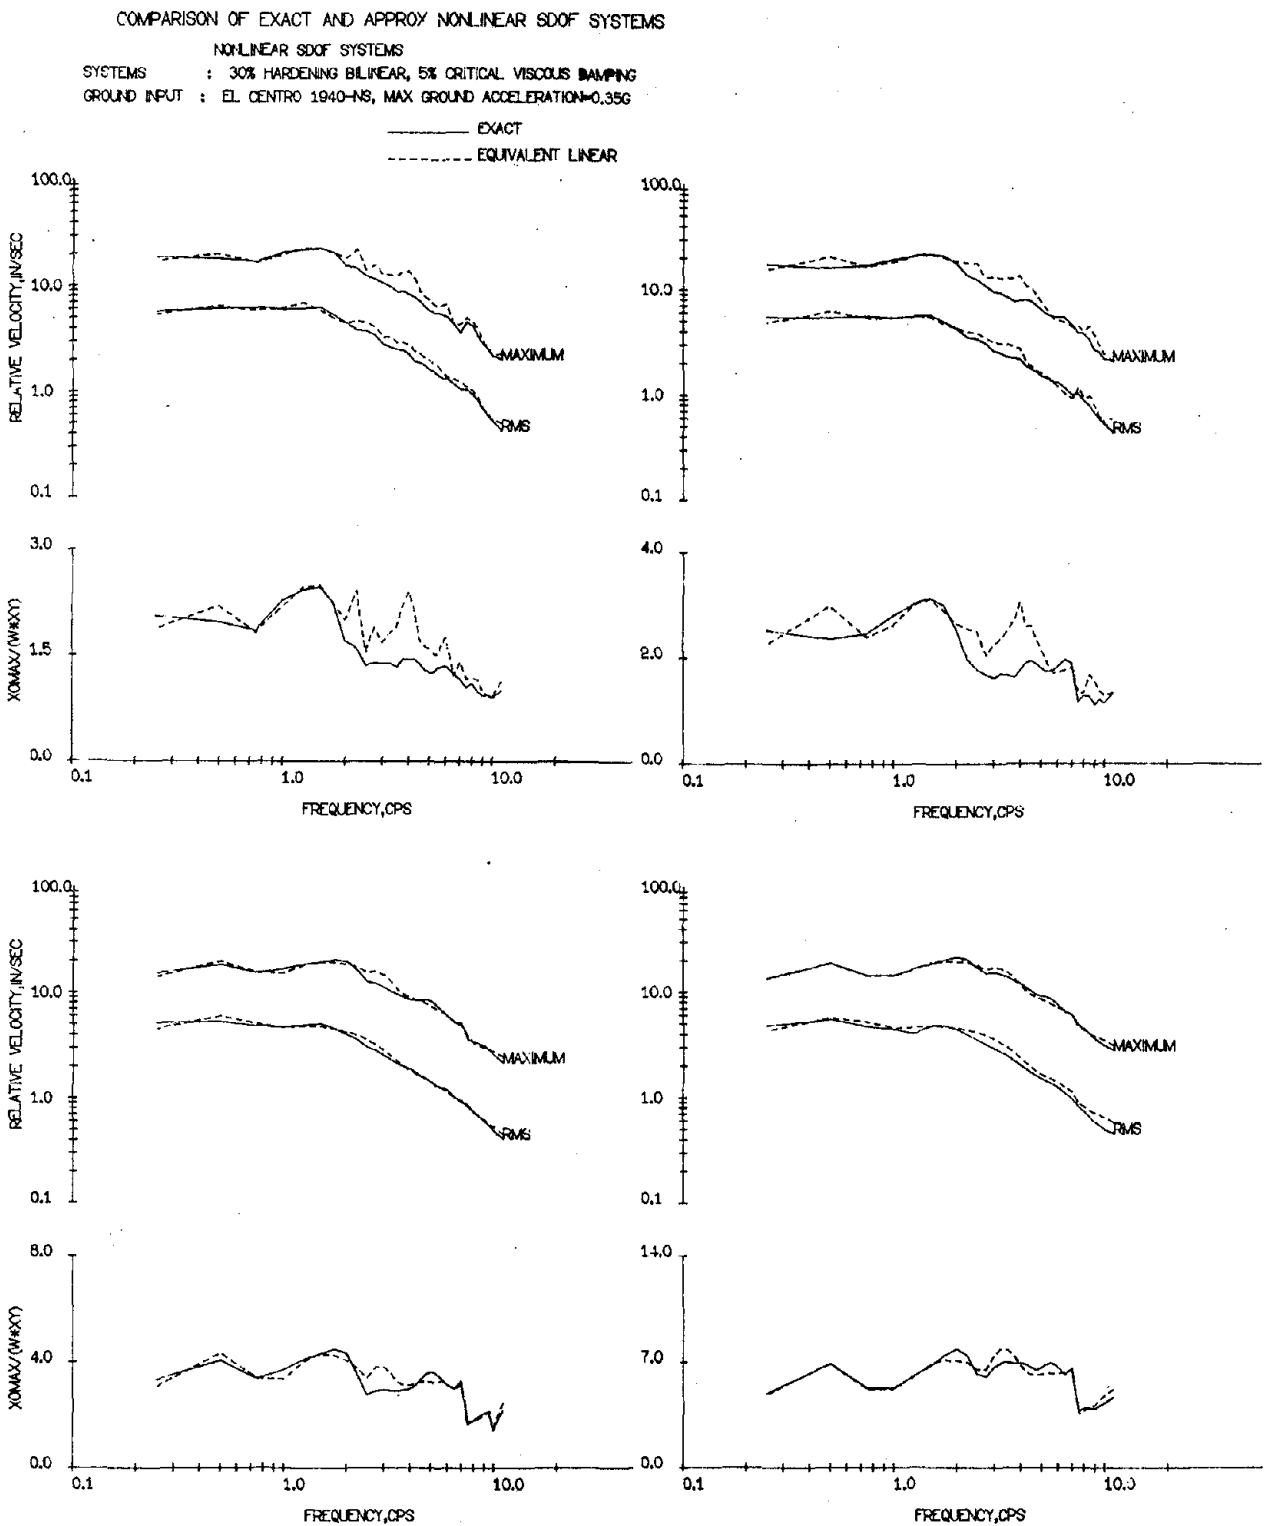 COMPARISON OF EXACT AND APPROX NONLINEAR SDOF SYSTEMS
NONLINEAR SDOF SYSTEMS
SYSTEMS : 30% HARDENING BILINEAR, 5% CRITICAL VISCOUS DAMPING
GROUND INPUT : EL CENTRO 1940-NS, MAX GROUND ACCELERATION=0.35G
EXACT
EQUIVALENT LINEAR
RELATIVE VELOCITY,IN/SEC
100.0
10.0
1.0
0.1
MAXIMUM
RMS
100.0
10.0
1.0
0.1
MAXIMUM
RMS
XOMAX/(W*XY)
3.0
1.5
0.0
0.1
1.0
10.0
FREQUENCY,CPS
4.0
2.0
0.0
0.1
1.0
10.0
FREQUENCY,CPS
RELATIVE VELOCITY,IN/SEC
100.0
10.0
1.0
0.1
MAXIMUM
RMS
100.0
10.0
1.0
0.1
MAXIMUM
RMS
XOMAX/(W*XY)
8.0
4.0
0.0
0.1
1.0
10.0
FREQUENCY,CPS
14.0
7.0
0.0
0.1
1.0
10.0
FREQUENCY,CPS